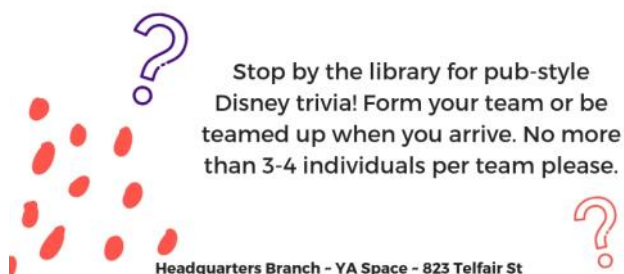 Stop by the library for pub-style
Disney trivia! Form your team or be
teamed up when you arrive. No more
than 3-4 individuals per team please.
Headquarters Branch ~ YA Space ~ 823 Telfair St